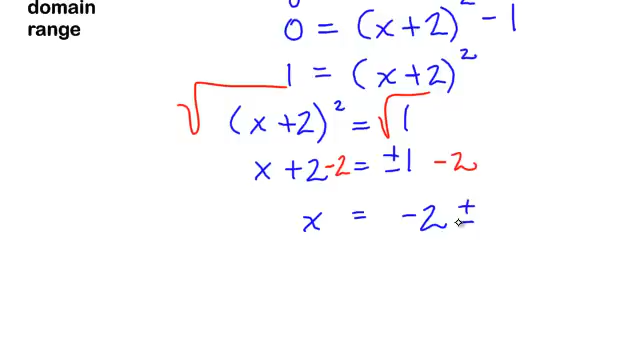 domain
range
0 = (x+2)² - 1
1 = (x+2)²
√(x+2)² = √1
x + 2 - 2 = ± 1 - 2
x = -2 ±